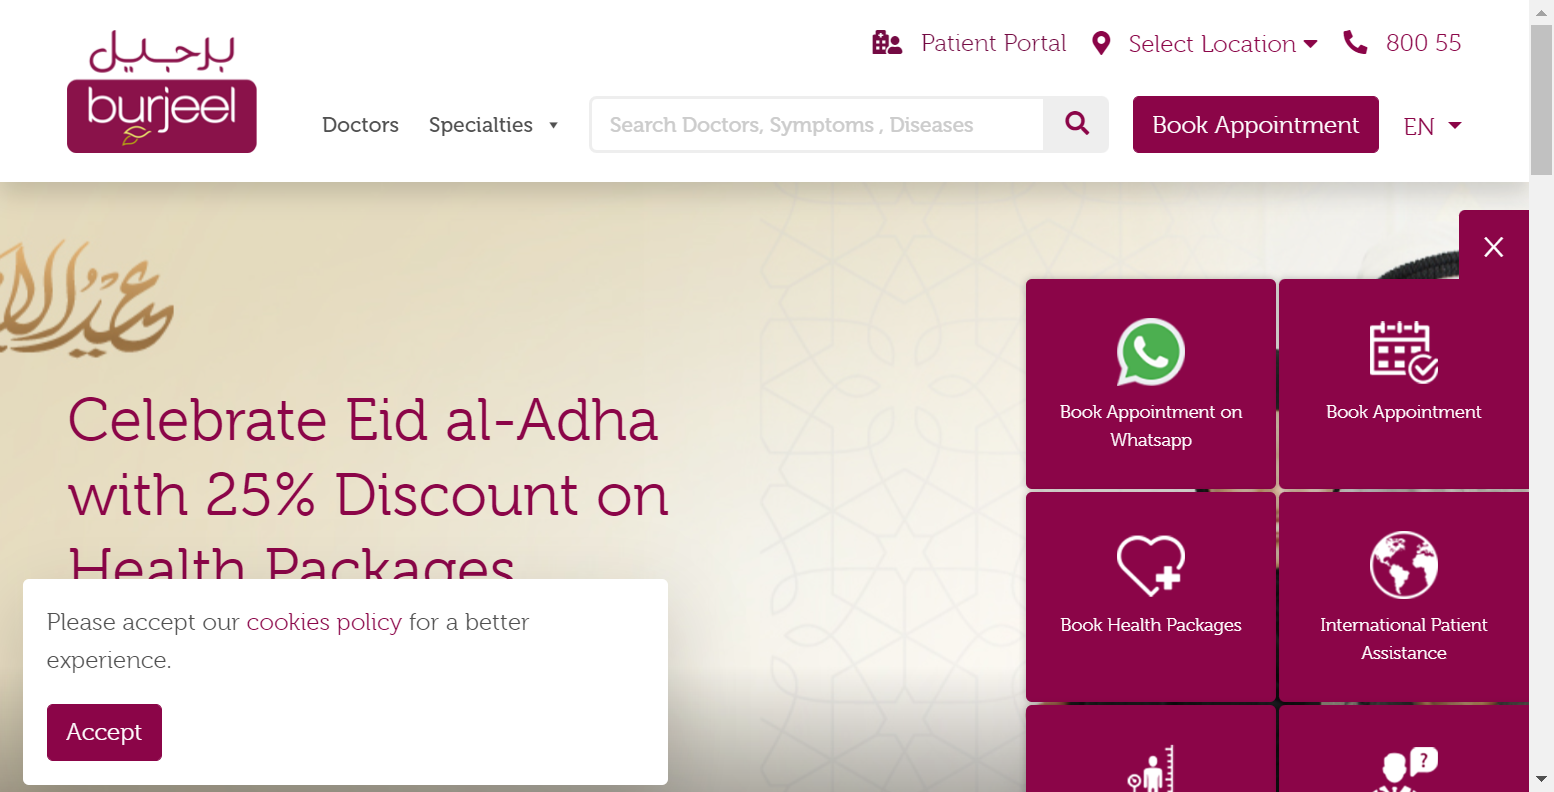 برجيل
burjeel
Patient Portal
Select Location
800 55
Doctors
Specialties
Search Doctors, Symptoms , Diseases
Book Appointment
EN
Celebrate Eid al-Adha
with 25% Discount on
Health Packages
Please accept our cookies policy for a better
experience.
Accept
Book Appointment on
Whatsapp
Book Appointment
Book Health Packages
International Patient
Assistance
?